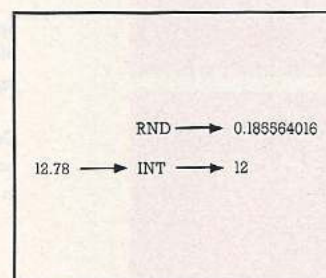 RND → 0.185564016
12.78 → INT → 12